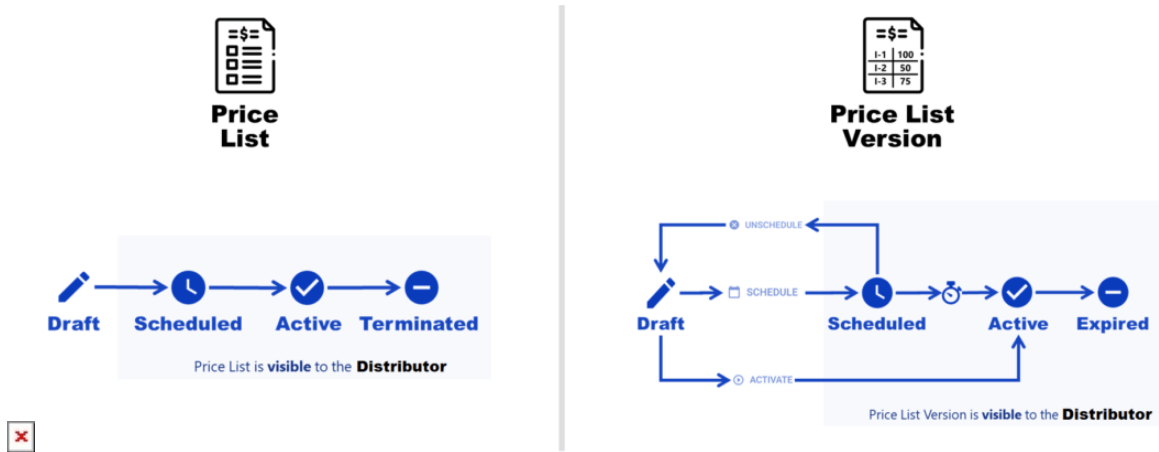 =$=
Price
List
Draft
Scheduled
Active
Terminated
Price List is visible to the Distributor
=$=
I-1 100
I-2 50
I-3 75
Price List
Version
UNSCHEDULE
SCHEDULE
Draft
Scheduled
Active
Expired
ACTIVATE
Price List Version is visible to the Distributor